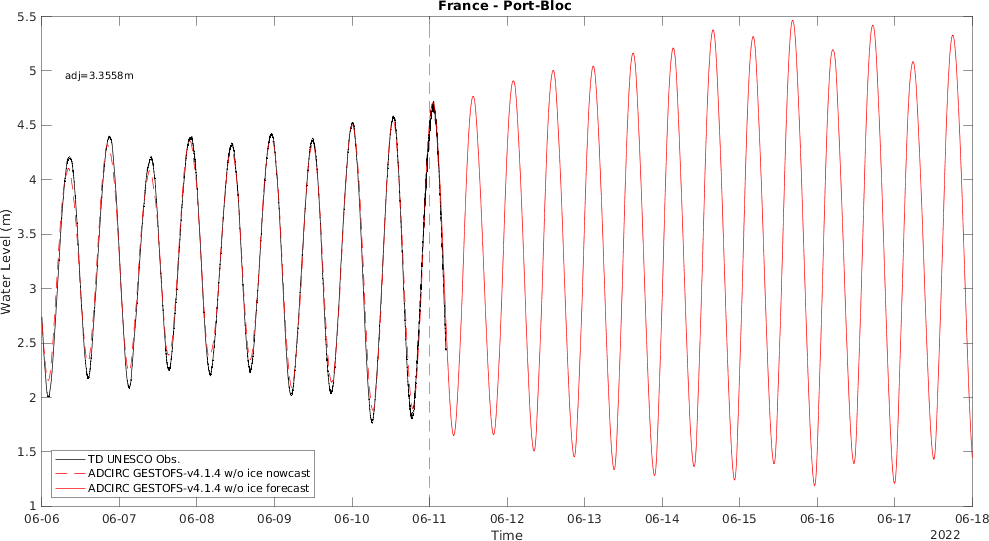 France - Port-Bloc
adj=3.3558m
Water Level (m)
5.5
5
4.5
4
3.5
3
2.5
2
1.5
1
TD UNESCO Obs.
ADCIRC GESTOFS-v4.1.4 w/o ice nowcast
ADCIRC GESTOFS-v4.1.4 w/o ice forecast
06-06 06-07 06-08 06-09 06-10 06-11 06-12 06-13 06-14 06-15 06-16 06-17 06-18
Time
2022